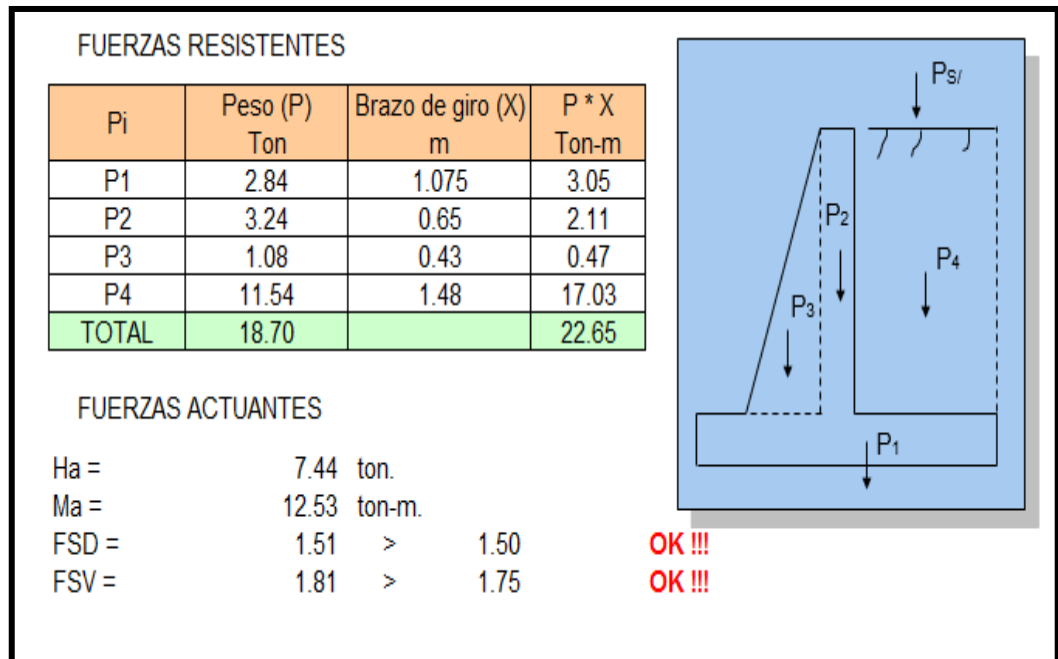 FUERZAS RESISTENTES
Pi Peso (P) Brazo de giro (X) P * X
Ton m Ton-m
P1 2.84 1.075 3.05
P2 3.24 0.65 2.11
P3 1.08 0.43 0.47
P4 11.54 1.48 17.03
TOTAL 18.70 22.65
PS/
P2
P4
P3
P1
FUERZAS ACTUANTES
Ha = 7.44 ton.
Ma = 12.53 ton-m.
FSD = 1.51 > 1.50 OK !!!
FSV = 1.81 > 1.75 OK !!!